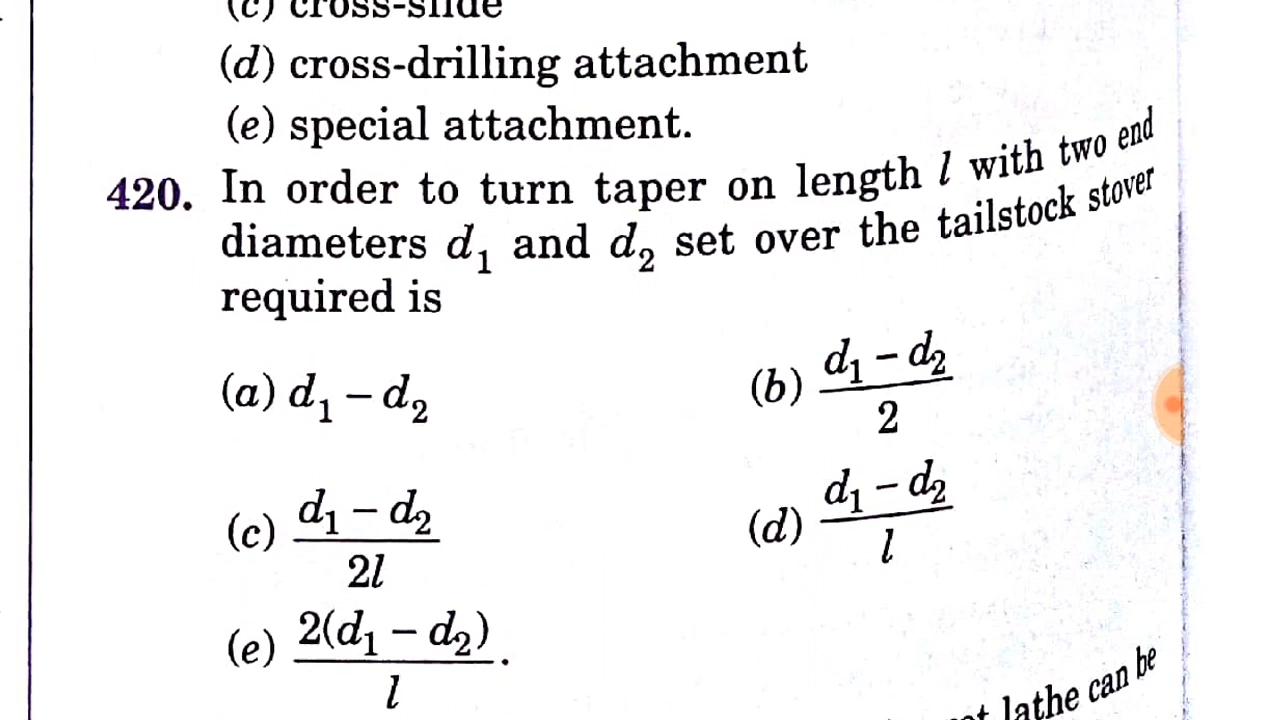 (c) cross-slide
(d) cross-drilling attachment
(e) special attachment.
420. In order to turn taper on length l with two end
diameters d₁ and d₂ set over the tailstock stover
required is
(a) d₁ – d₂
(b) (d₁ – d₂)/2
(c) (d₁ – d₂)/2l
(d) (d₁ – d₂)/l
(e) 2(d₁ – d₂)/l.
lathe can be